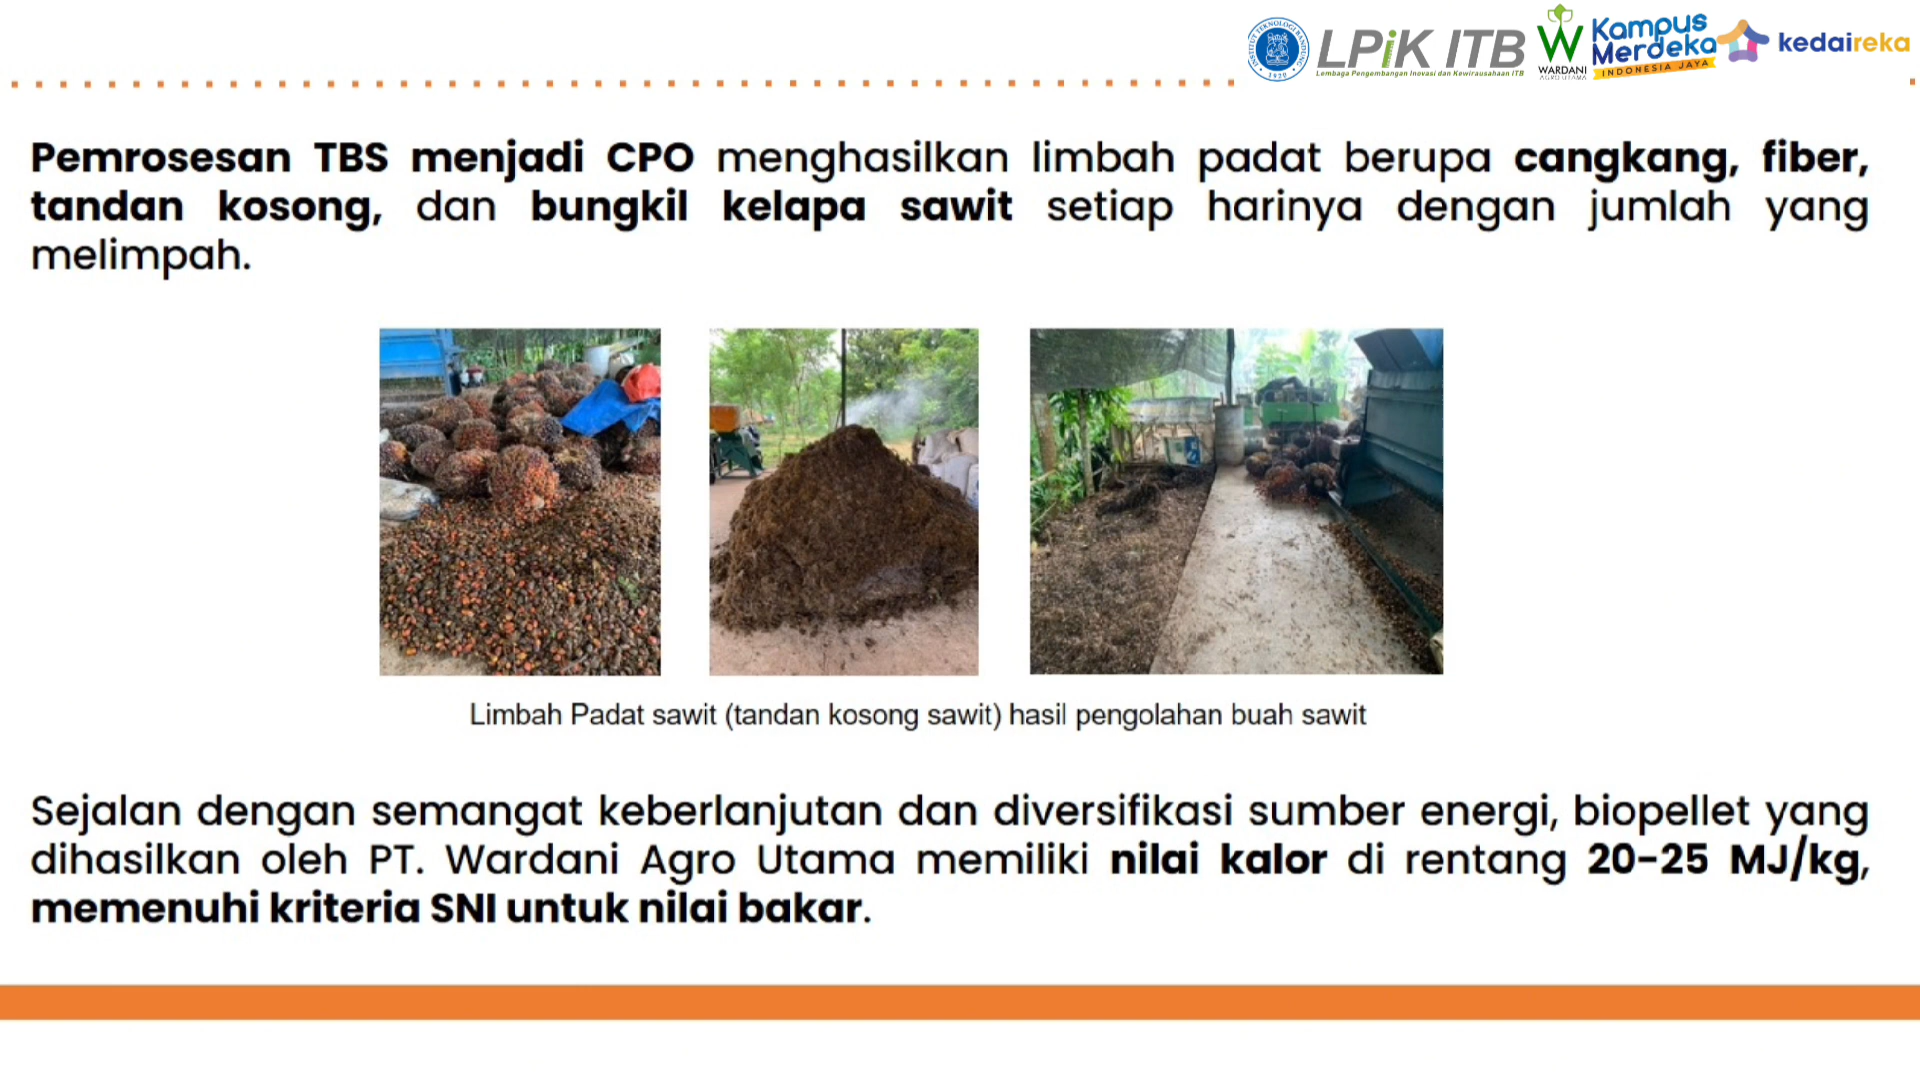 INSTITUT TEKNOLOGI BANDUNG
1920
LPiK ITB
Lembaga Pengembangan Inovasi dan Kewirausahaan ITB
WARDANI
AGRO UTAMA
Kampus
Merdeka
INDONESIA JAYA
kedaireka
Pemrosesan TBS menjadi CPO menghasilkan limbah padat berupa cangkang, fiber,
tandan kosong, dan bungkil kelapa sawit setiap harinya dengan jumlah yang
melimpah.
Limbah Padat sawit (tandan kosong sawit) hasil pengolahan buah sawit
Sejalan dengan semangat keberlanjutan dan diversifikasi sumber energi, biopellet yang
dihasilkan oleh PT. Wardani Agro Utama memiliki nilai kalor di rentang 20-25 MJ/kg,
memenuhi kriteria SNI untuk nilai bakar.